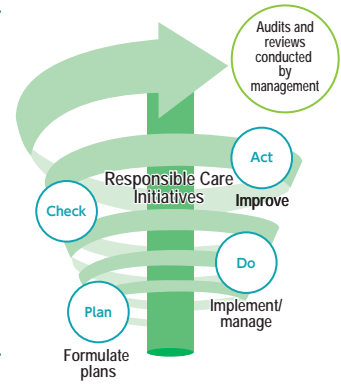 Audits and
reviews
conducted
by
management
Act
Responsible Care
Initiatives
Improve
Check
Do
Implement/
manage
Plan
Formulate
plans